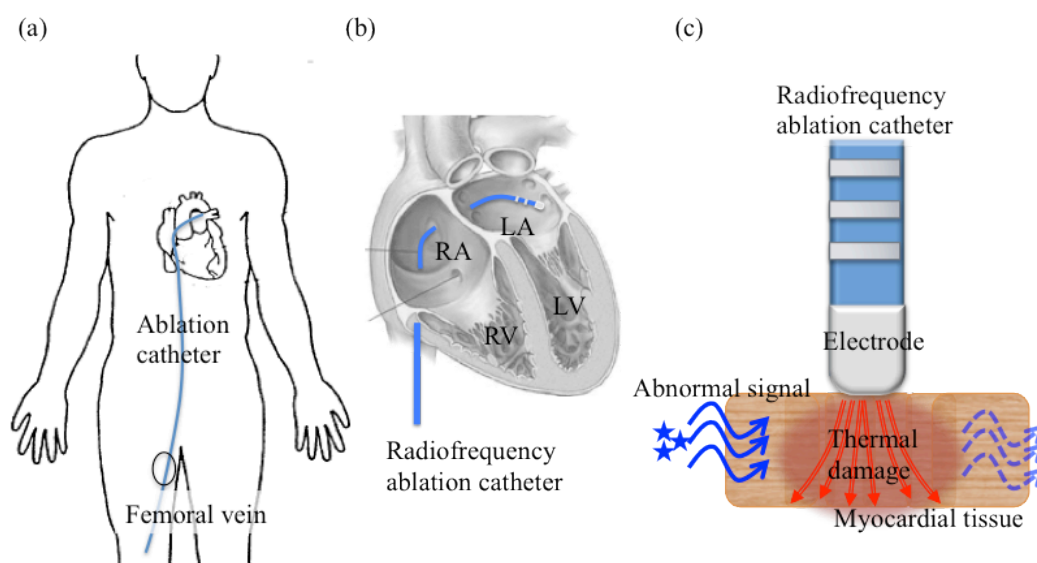 (a)
Ablation
catheter
Femoral vein
(b)
LA
RA
LV
RV
Radiofrequency
ablation catheter
(c)
Radiofrequency
ablation catheter
Electrode
Abnormal signal
Thermal
damage
Myocardial tissue